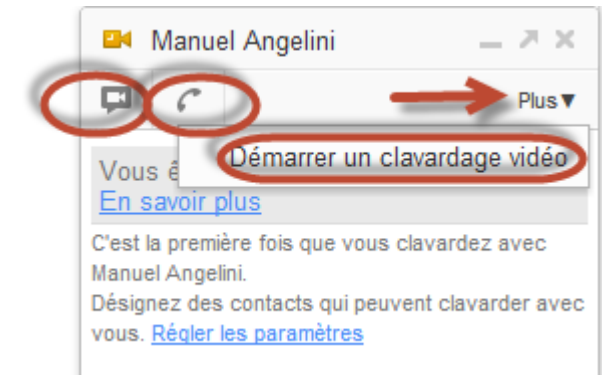 Manuel Angelini
Plus▼
Démarrer un clavardage vidéo
Vous ê
En savoir plus
C'est la première fois que vous clavardez avec
Manuel Angelini.
Désignez des contacts qui peuvent clavarder avec
vous. Régler les paramètres